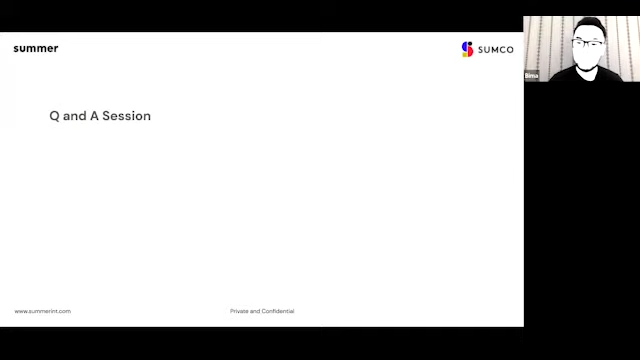 summer
SUMCO
Bima
Q and A Session
www.summerint.com
Private and Confidential